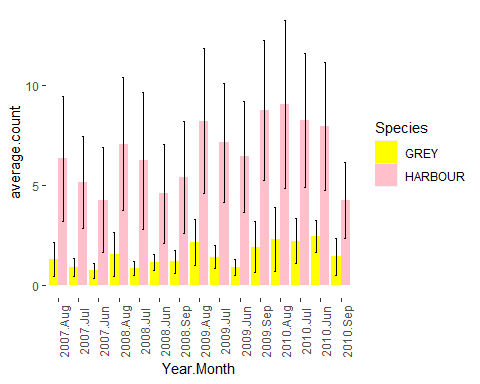 average.count
10
5
0
2007.Aug
2007.Jul
2007.Jun
2008.Aug
2008.Jul
2008.Jun
2008.Sep
2009.Aug
2009.Jul
2009.Jun
2009.Sep
2010.Aug
2010.Jul
2010.Jun
2010.Sep
Year.Month
Species
GREY
HARBOUR